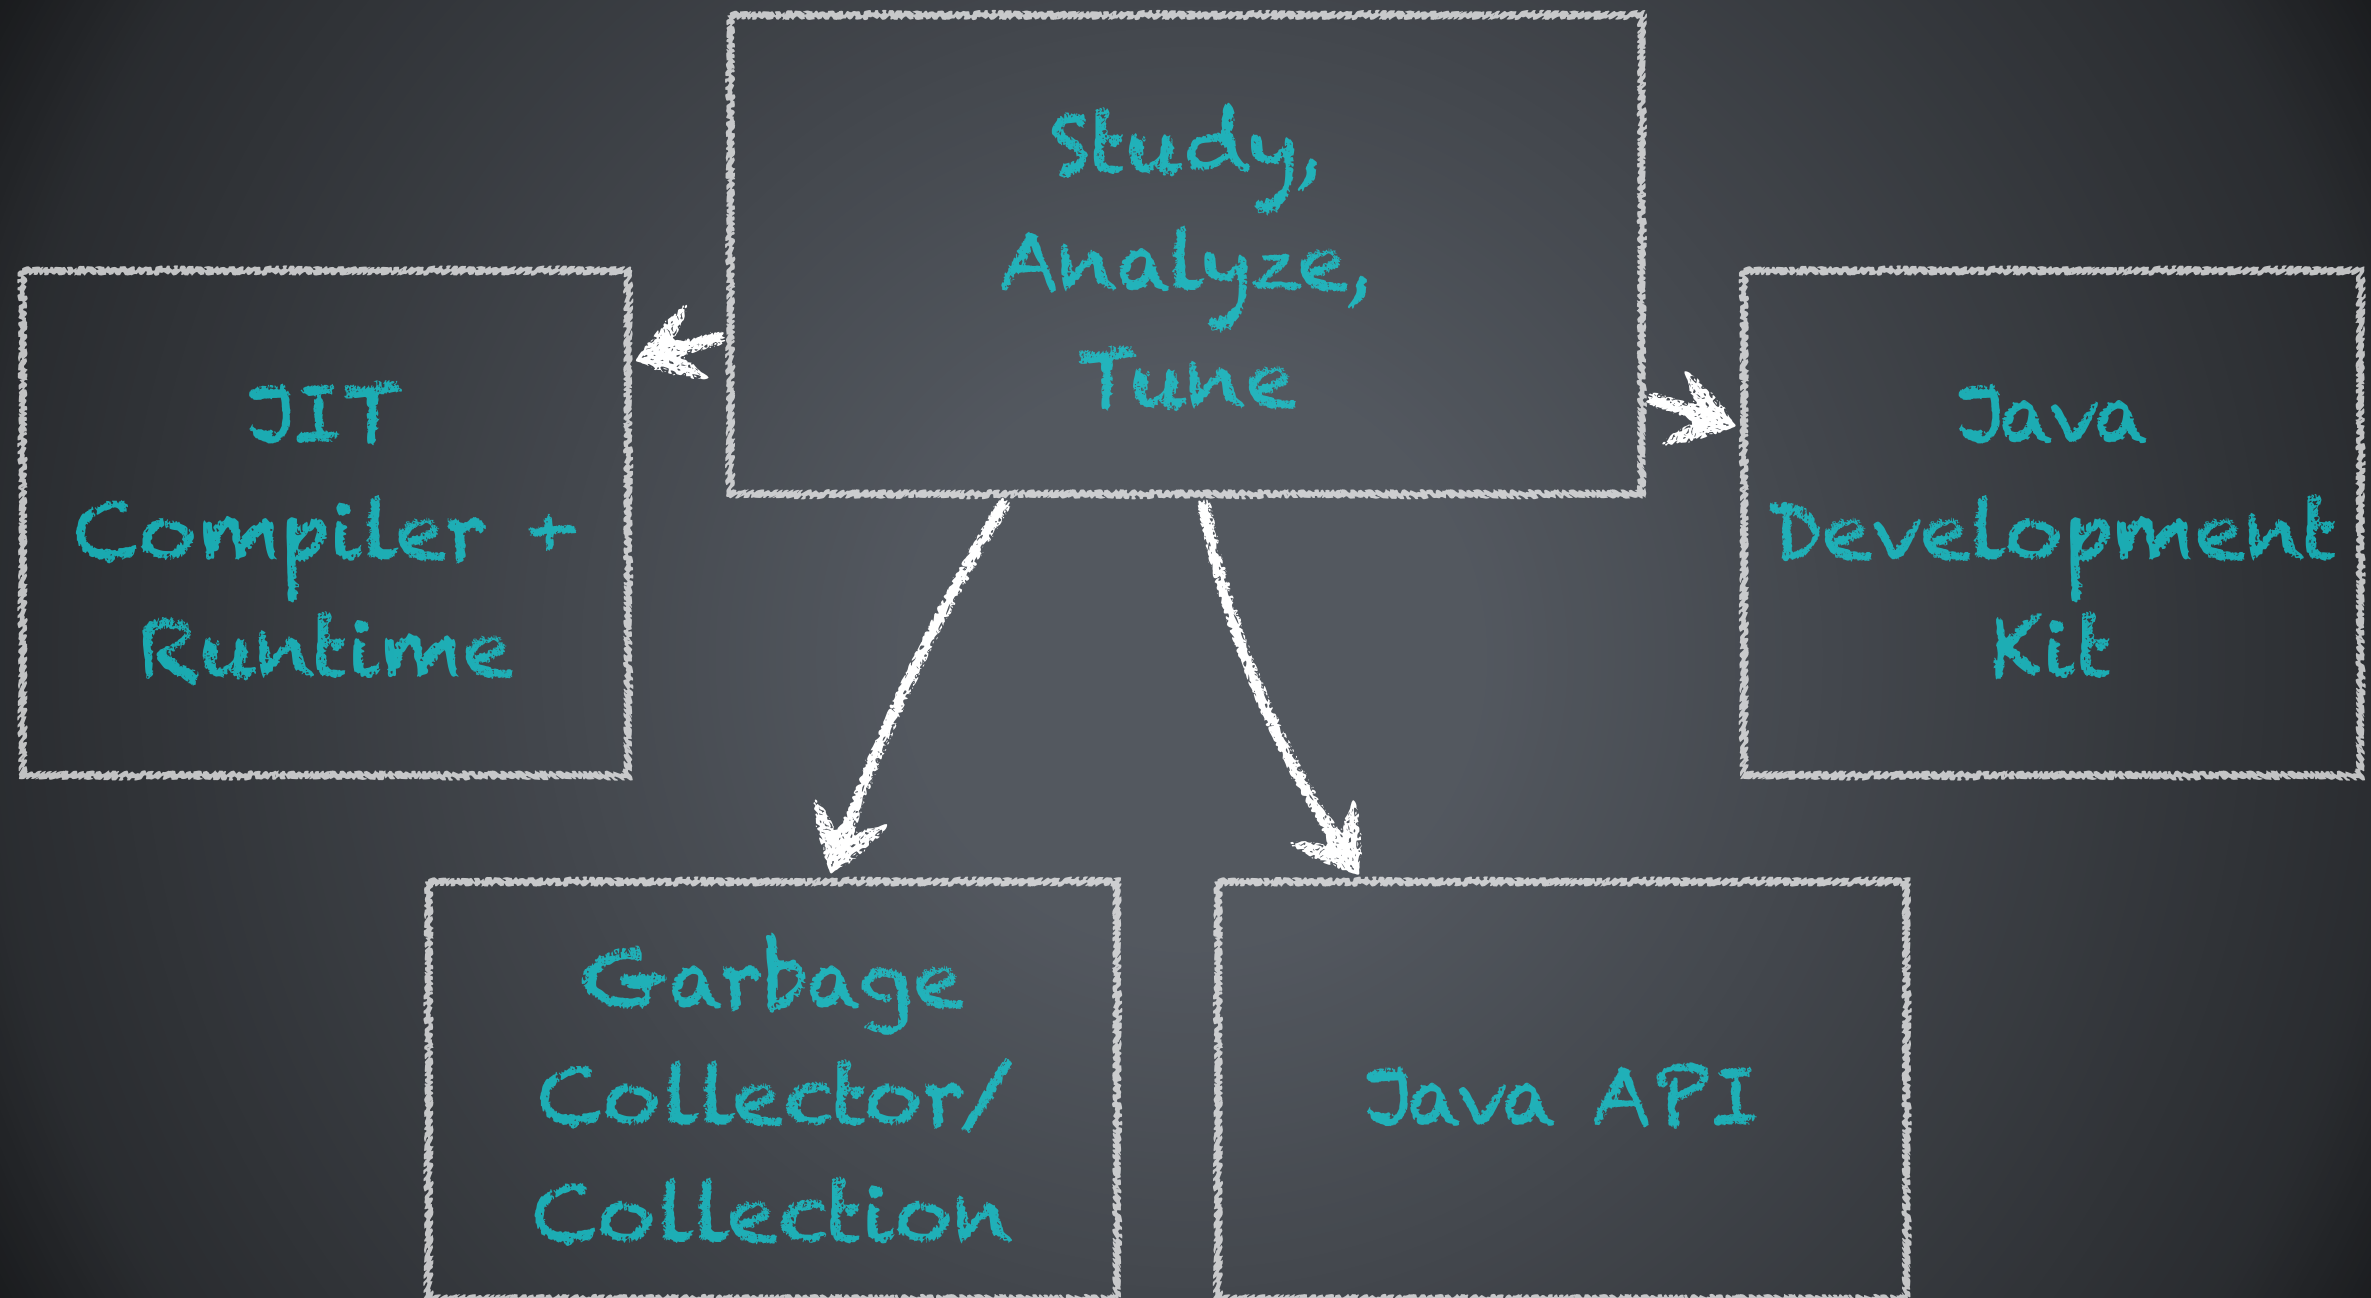 Study,
Analyze,
Tune
JIT
Compiler +
Runtime
Java
Development
Kit
Garbage
Collector/
Collection
Java API